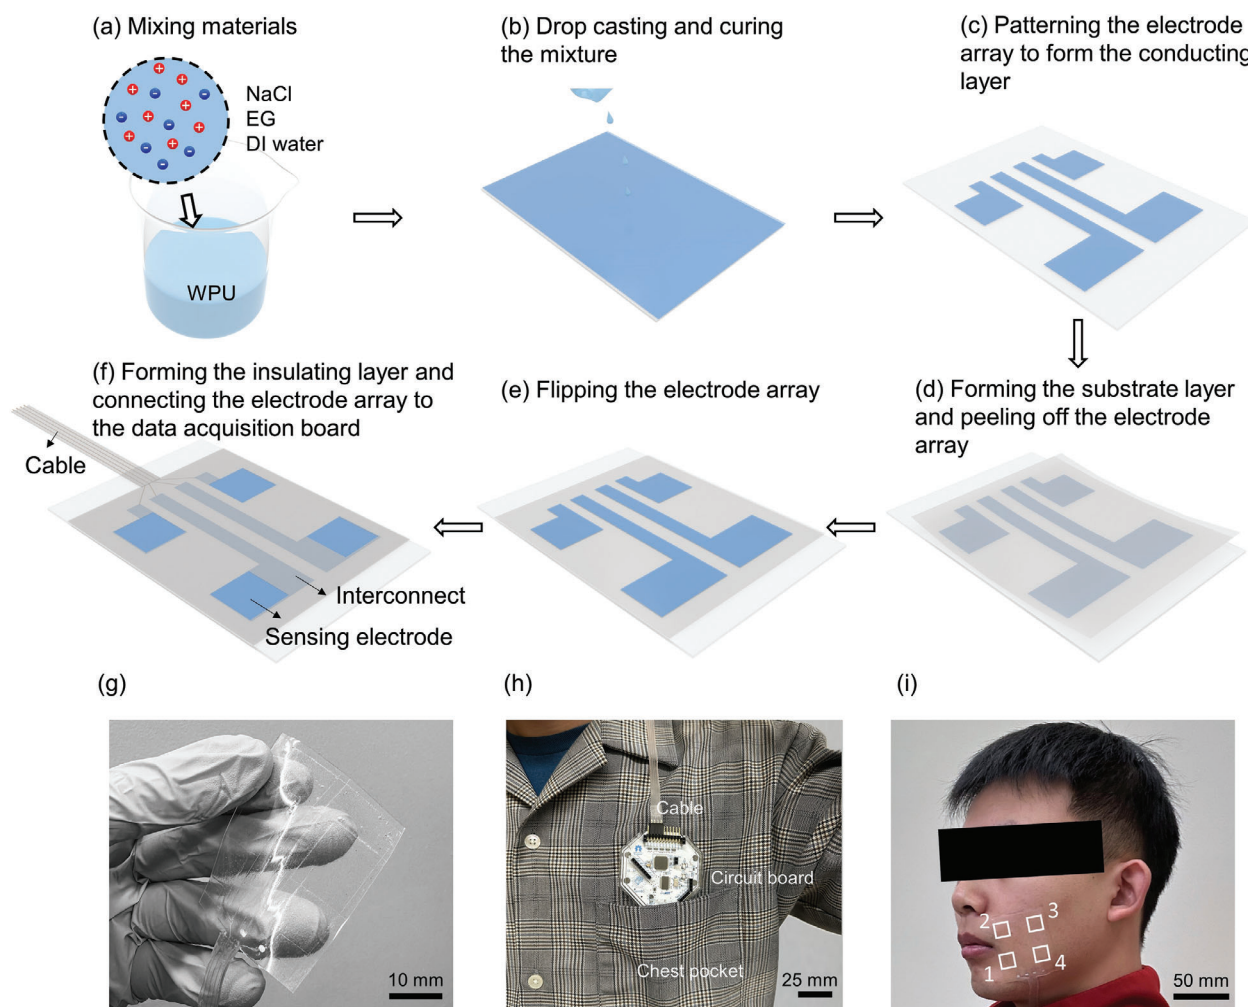 (a) Mixing materials
NaCl
EG
DI water
WPU
(b) Drop casting and curing
the mixture
(c) Patterning the electrode
array to form the conducting
layer
(d) Forming the substrate layer
and peeling off the electrode
array
(e) Flipping the electrode array
(f) Forming the insulating layer and
connecting the electrode array to
the data acquisition board
Cable
Interconnect
Sensing electrode
(g)
10 mm
(h)
Cable
Circuit board
Chest pocket
25 mm
(i)
2
3
1
4
50 mm